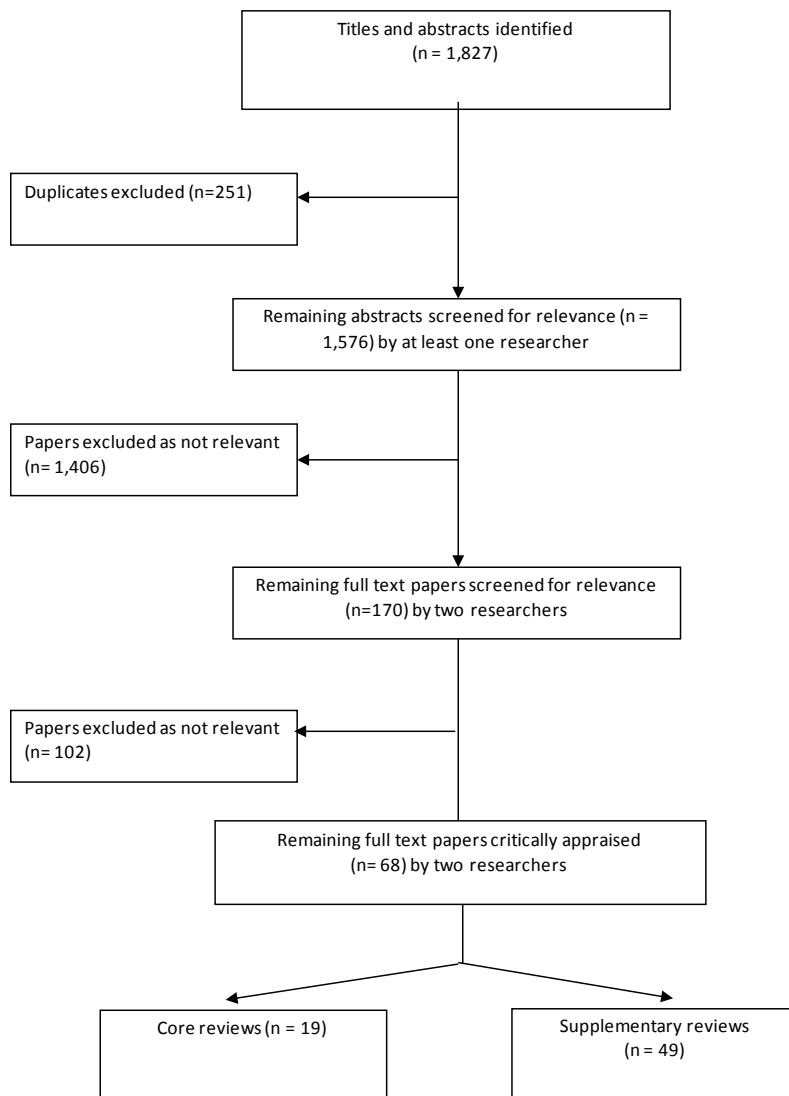 Titles and abstracts identified
(n = 1,827)
Duplicates excluded (n=251)
Remaining abstracts screened for relevance (n =
1,576) by at least one researcher
Papers excluded as not relevant
(n= 1,406)
Remaining full text papers screened for relevance
(n=170) by two researchers
Papers excluded as not relevant
(n= 102)
Remaining full text papers critically appraised
(n= 68) by two researchers
Core reviews (n = 19)
Supplementary reviews
(n = 49)